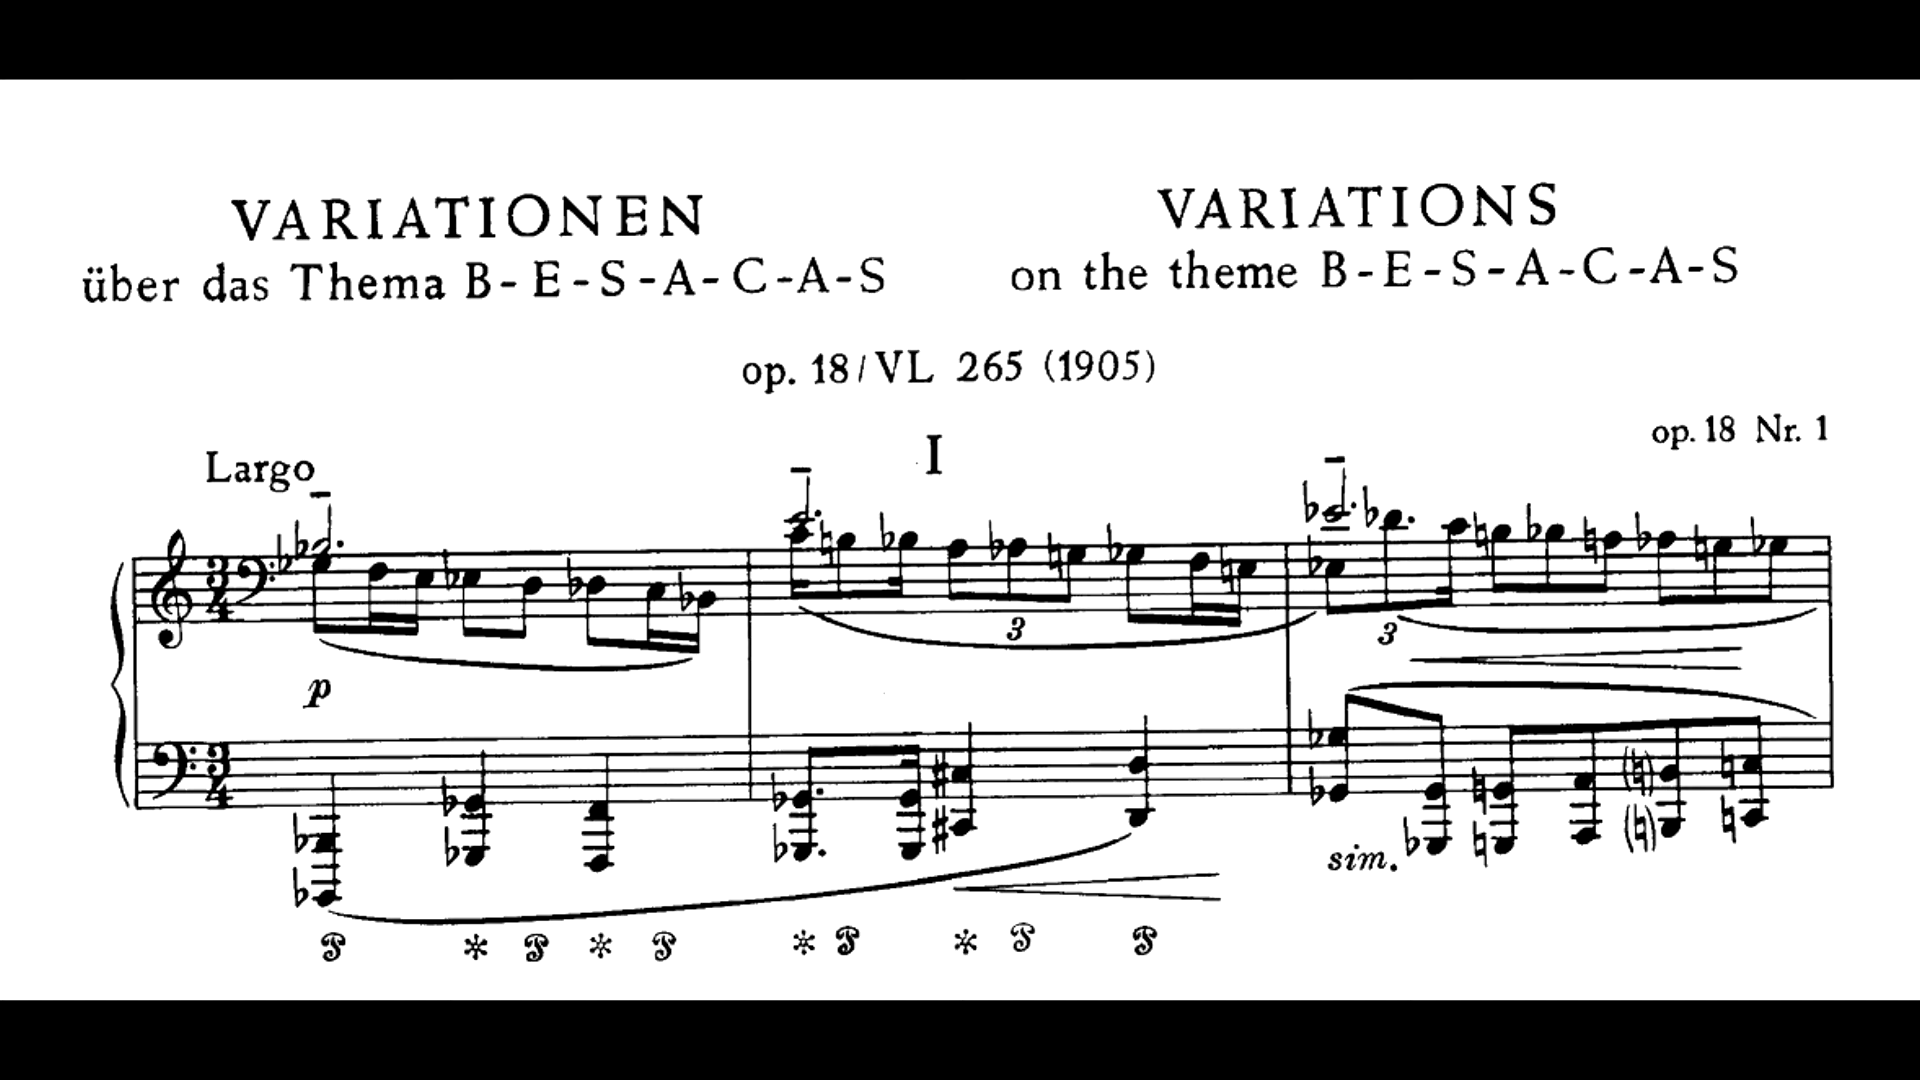 VARIATIONEN
über das Thema B-E-S-A-C-A-S
VARIATIONS
on the theme B-E-S-A-C-A-S
op. 18/VL 265 (1905)
I
op. 18 Nr. 1
Largo
3
3
p
sim.